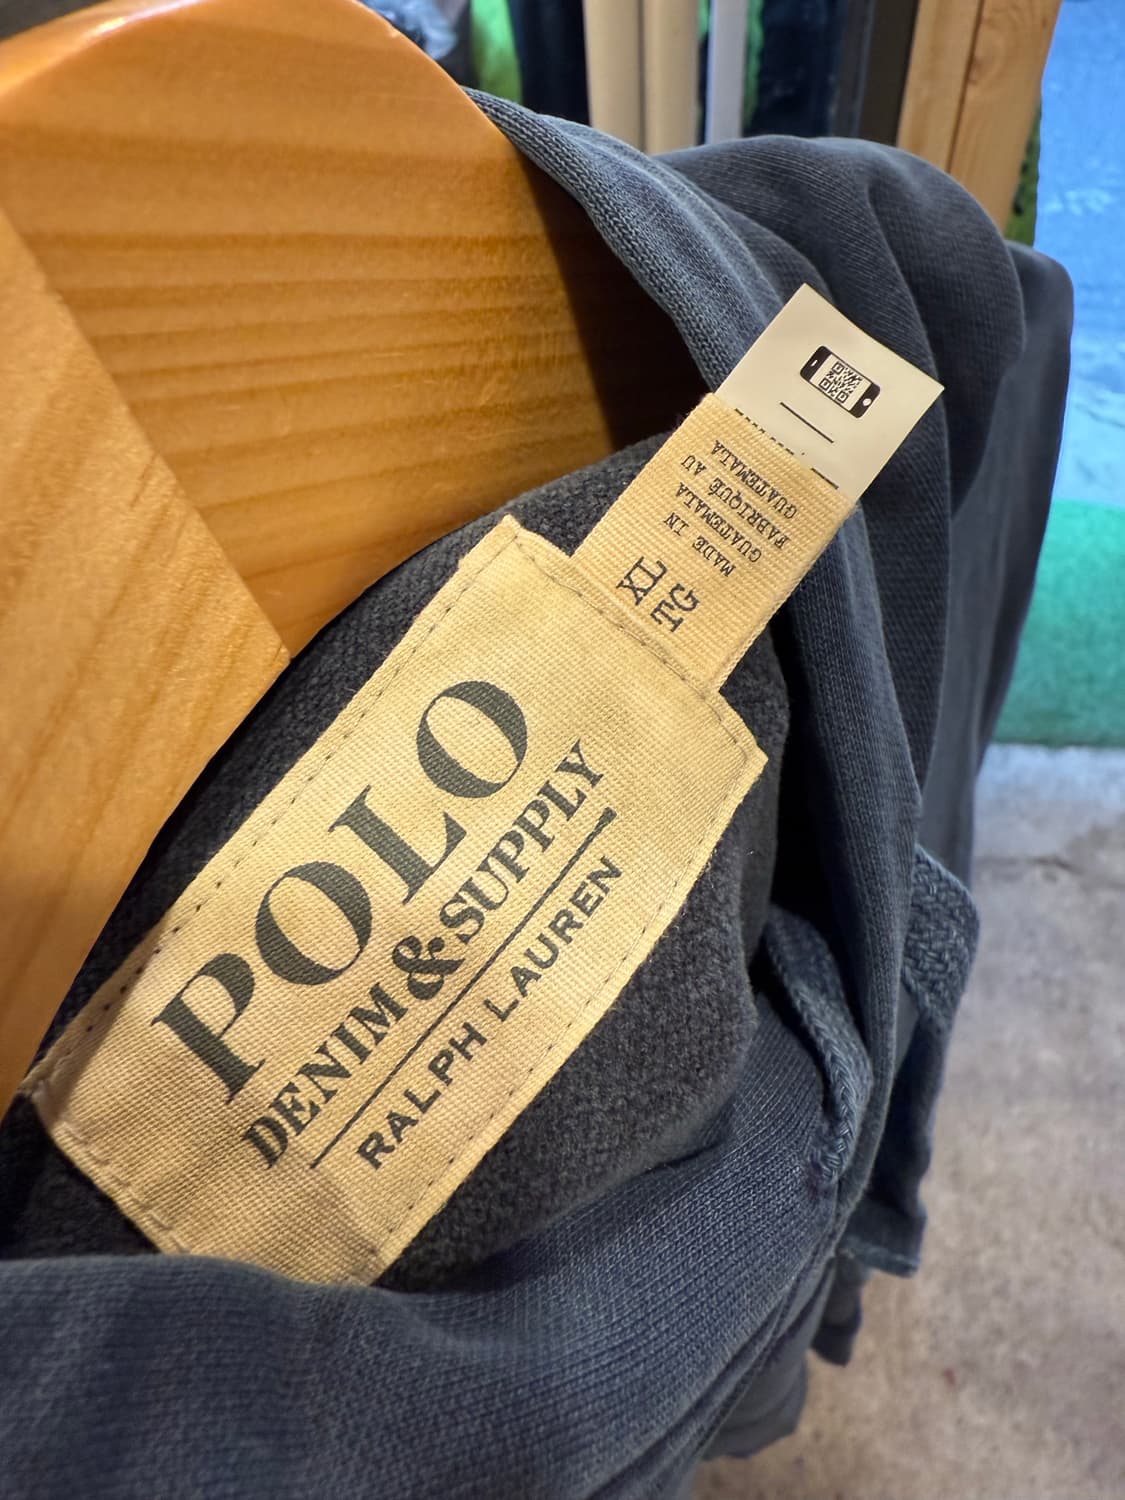 POLO
DENIM & SUPPLY
RALPH LAUREN
XL
TG
MADE IN
GUATEMALA
FABRIQUÉ AU
GUATEMALA